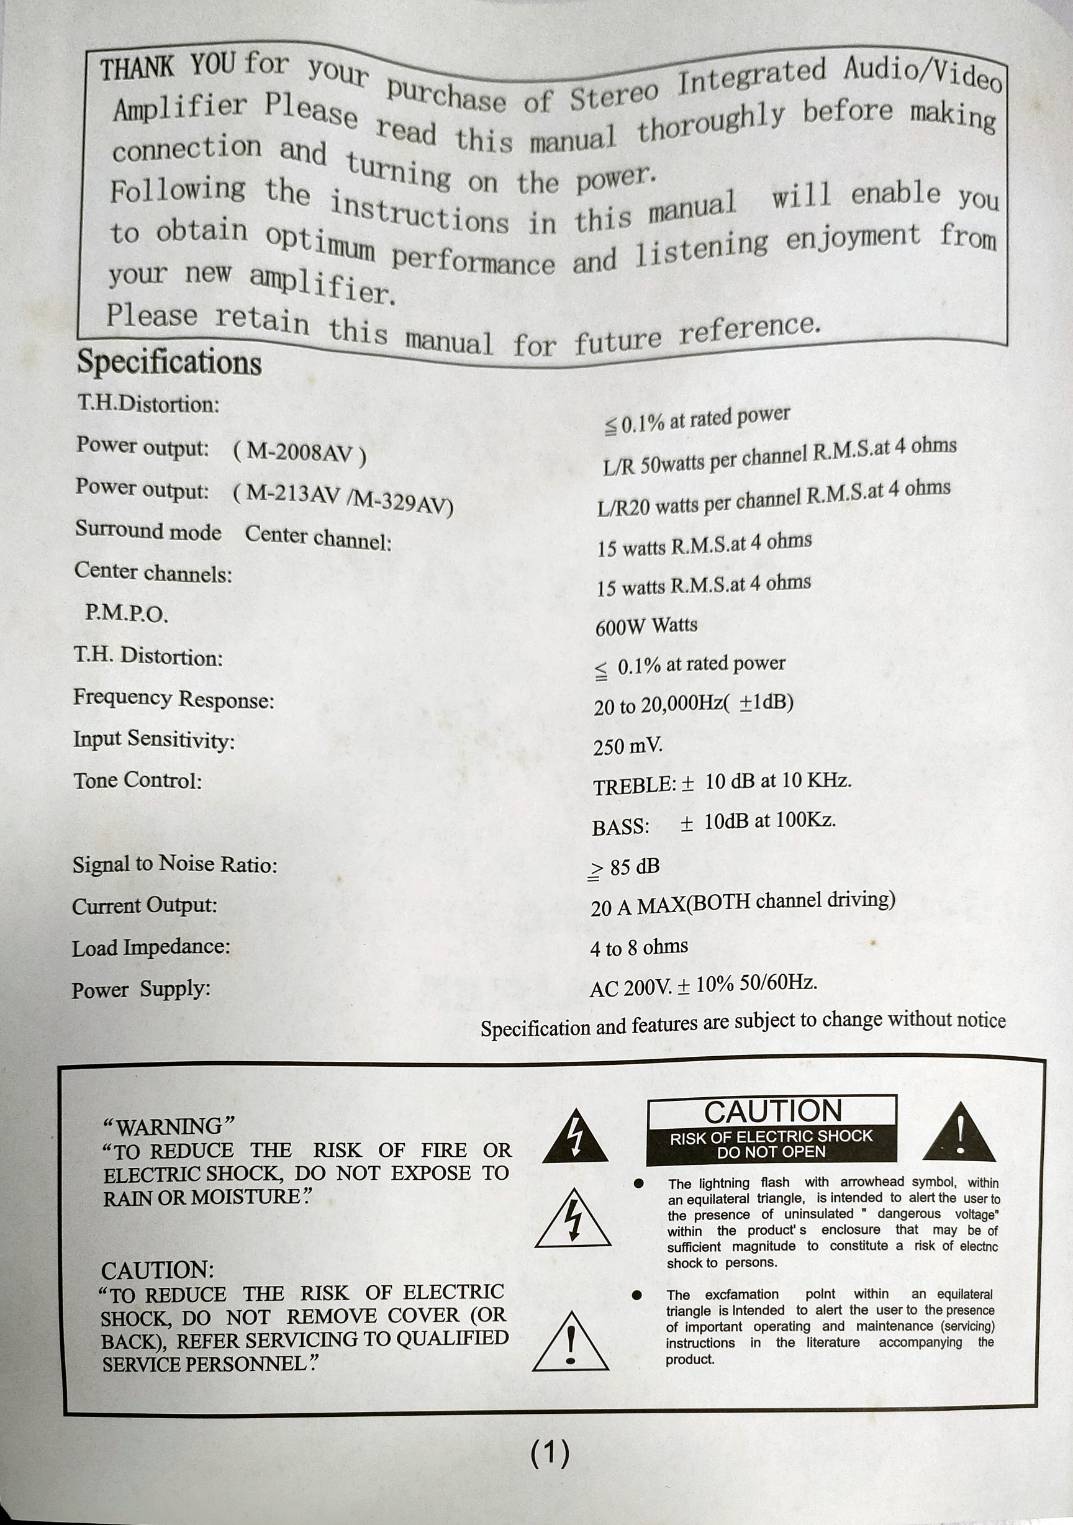 THANK YOU for your purchase of Stereo Integrated Audio/Video
Amplifier Please read this manual thoroughly before making
connection and turning on the power.
Following the instructions in this manual will enable you
to obtain optimum performance and listening enjoyment from
your new amplifier.
Please retain this manual for future reference.
Specifications
T.H.Distortion: ≦0.1% at rated power
Power output: ( M-2008AV ) L/R 50watts per channel R.M.S.at 4 ohms
Power output: ( M-213AV /M-329AV) L/R20 watts per channel R.M.S.at 4 ohms
Surround mode Center channel: 15 watts R.M.S.at 4 ohms
Center channels: 15 watts R.M.S.at 4 ohms
P.M.P.O. 600W Watts
T.H. Distortion: ≦ 0.1% at rated power
Frequency Response: 20 to 20,000Hz( ±1dB)
Input Sensitivity: 250 mV.
Tone Control: TREBLE: ± 10 dB at 10 KHz.
BASS: ± 10dB at 100Kz.
Signal to Noise Ratio: ≧ 85 dB
Current Output: 20 A MAX(BOTH channel driving)
Load Impedance: 4 to 8 ohms
Power Supply: AC 200V. ± 10% 50/60Hz.
Specification and features are subject to change without notice
“WARNING”
“TO REDUCE THE RISK OF FIRE OR
ELECTRIC SHOCK, DO NOT EXPOSE TO
RAIN OR MOISTURE.”
CAUTION:
“TO REDUCE THE RISK OF ELECTRIC
SHOCK, DO NOT REMOVE COVER (OR
BACK), REFER SERVICING TO QUALIFIED
SERVICE PERSONNEL.”
CAUTION
RISK OF ELECTRIC SHOCK
DO NOT OPEN
● The lightning flash with arrowhead symbol, within
an equilateral triangle, is intended to alert the user to
the presence of uninsulated " dangerous voltage"
within the product's enclosure that may be of
sufficient magnitude to constitute a risk of electnc
shock to persons.
● The excfamation polnt within an equilateral
triangle is Intended to alert the user to the presence
of important operating and maintenance (servicing)
instructions in the literature accompanying the
product.
(1)